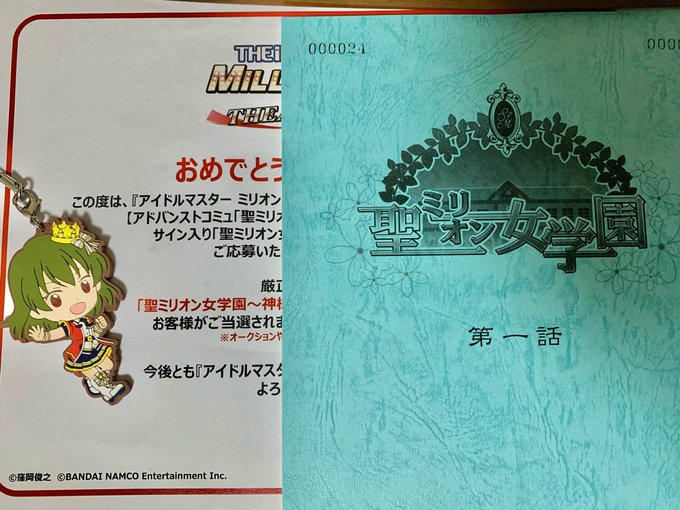 THEiD
MILL
THEA
おめでとう
この度は、『アイドルマスター ミリオン
【アドバンストコミュ「聖ミリオ
サイン入り「聖ミリオン女
ご応募いた
厳正
「聖ミリオン女学園～神様
お客様がご当選されま
※オークションや
今後とも『アイドルマスタ
よろ
©窪岡俊之 ©BANDAI NAMCO Entertainment Inc.
000024
000
S&M
聖ミリオン女学園
第一話